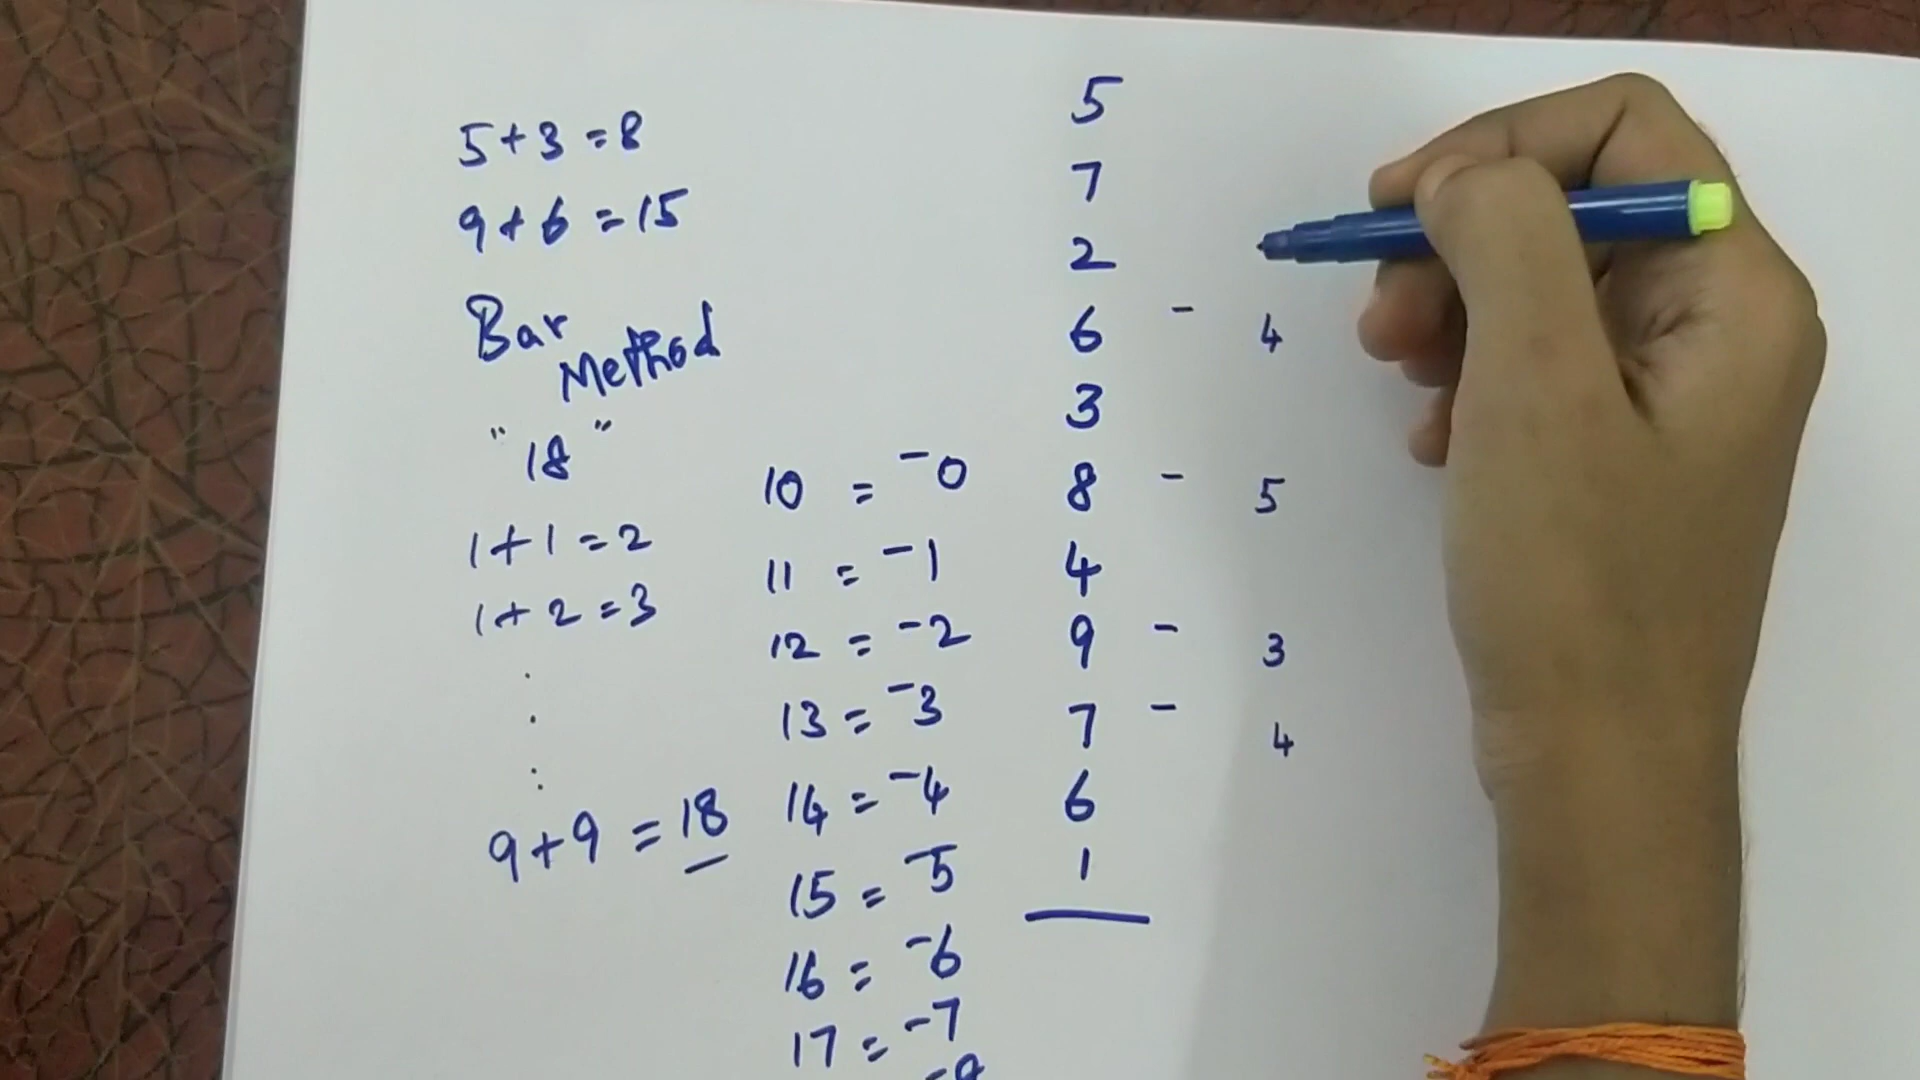 5+3=8
9+6=15
Bar
Method
"18"
1+1=2
1+2=3
.
.
:
9+9=18
10 = -0
11 = -1
12 = -2
13 = -3
14 = -4
15 = -5
16 = -6
17 = -7
5
7
2
6 - 4
3
8 - 5
4
9 - 3
7 - 4
6
1